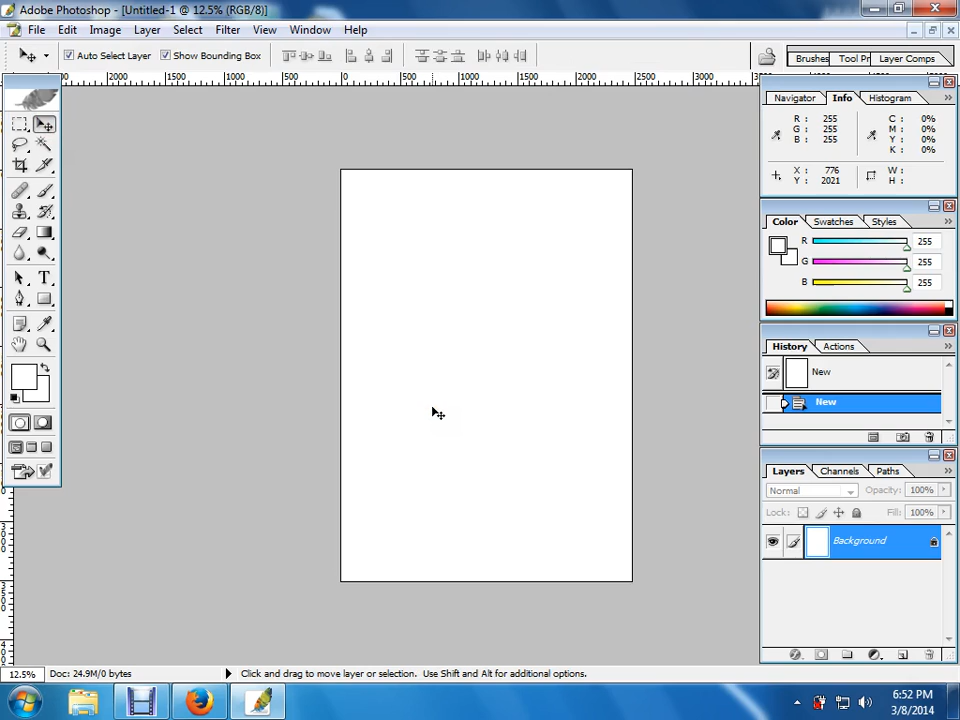 Adobe Photoshop - [Untitled-1 @ 12.5% (RGB/8)]
File Edit Image Layer Select Filter View Window Help
Auto Select Layer Show Bounding Box
Brushes Tool Pr Layer Comps
2000 1500 1000 500 0 500 1000 1500 2000 2500 3000
Navigator Info Histogram
R : 255 C : 0%
G : 255 M : 0%
B : 255 Y : 0%
K : 0%
X : 776 W :
Y : 2021 H :
Color Swatches Styles
R 255
G 255
B 255
History Actions
New
New
Layers Channels Paths
Normal Opacity: 100%
Lock: Fill: 100%
Background
T
12.5% Doc: 24.9M/0 bytes Click and drag to move layer or selection. Use Shift and Alt for additional options.
6:52 PM
3/8/2014